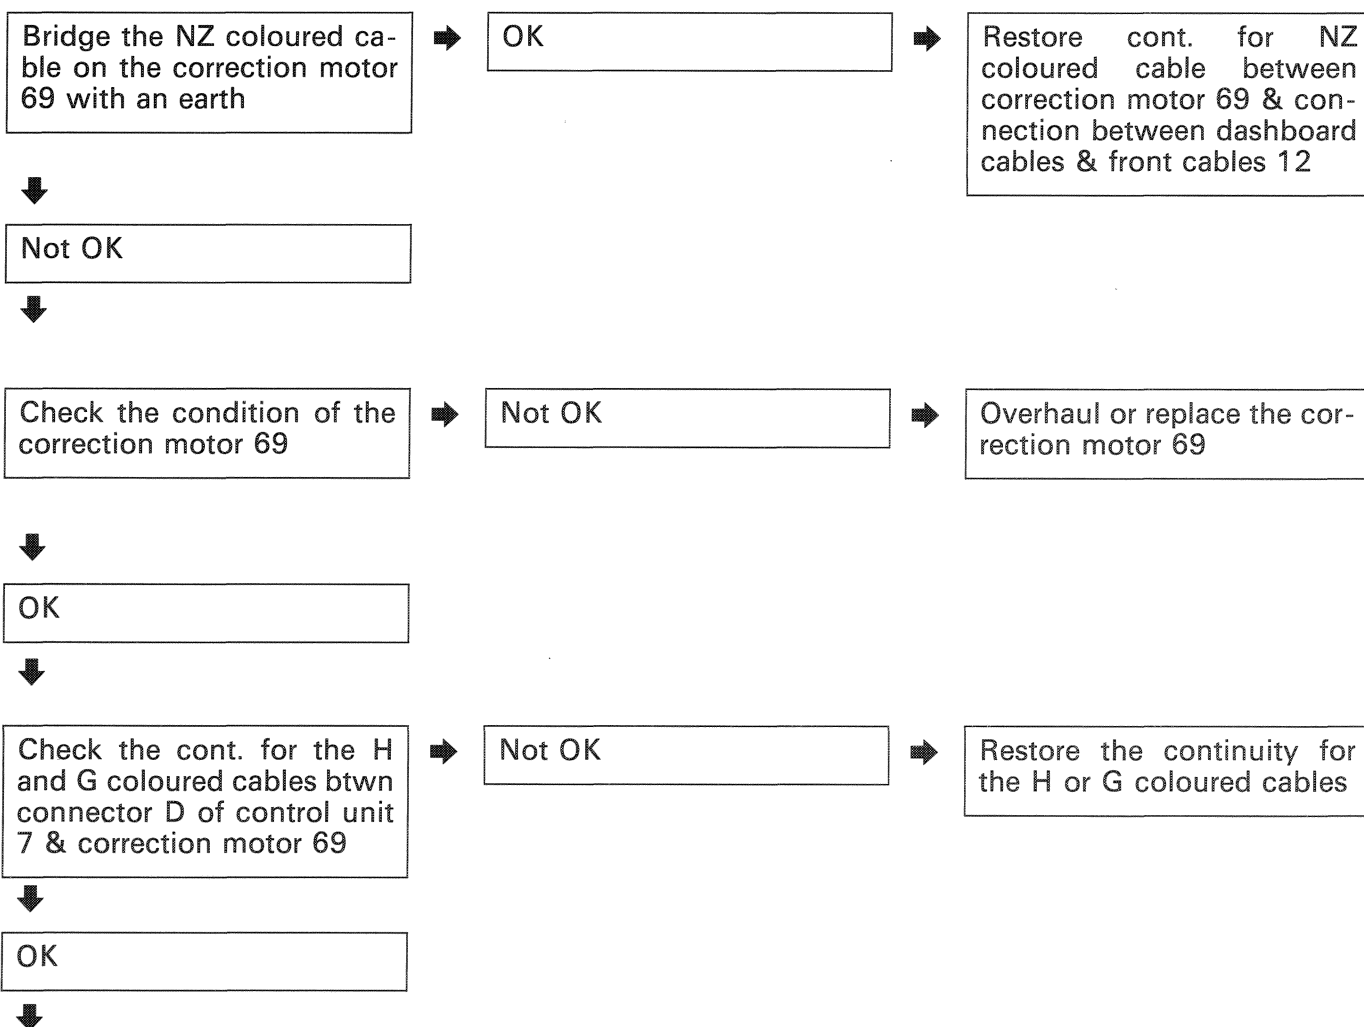 Bridge the NZ coloured ca-
ble on the correction motor
69 with an earth
OK
Restore cont. for NZ
coloured cable between
correction motor 69 & con-
nection between dashboard
cables & front cables 12
Not OK
Check the condition of the
correction motor 69
Not OK
Overhaul or replace the cor-
rection motor 69
OK
Check the cont. for the H
and G coloured cables btwn
connector D of control unit
7 & correction motor 69
Not OK
Restore the continuity for
the H or G coloured cables
OK